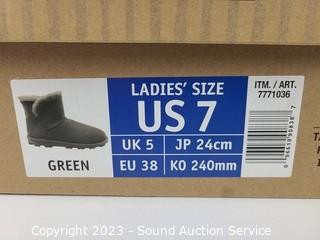 LADIES' SIZE
US 7
UK 5 JP 24cm
EU 38 KO 240mm
GREEN
ITM. / ART.
7771036
Copyright 2023 - Sound Auction Service